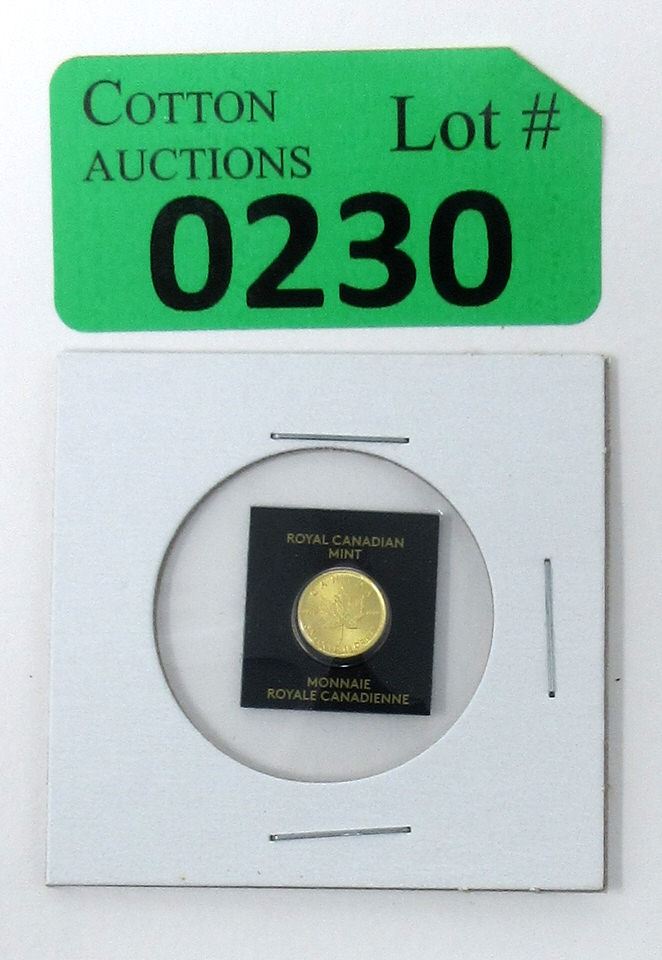 COTTON
AUCTIONS
Lot #
0230
ROYAL CANADIAN
MINT
MONNAIE
ROYALE CANADIENNE